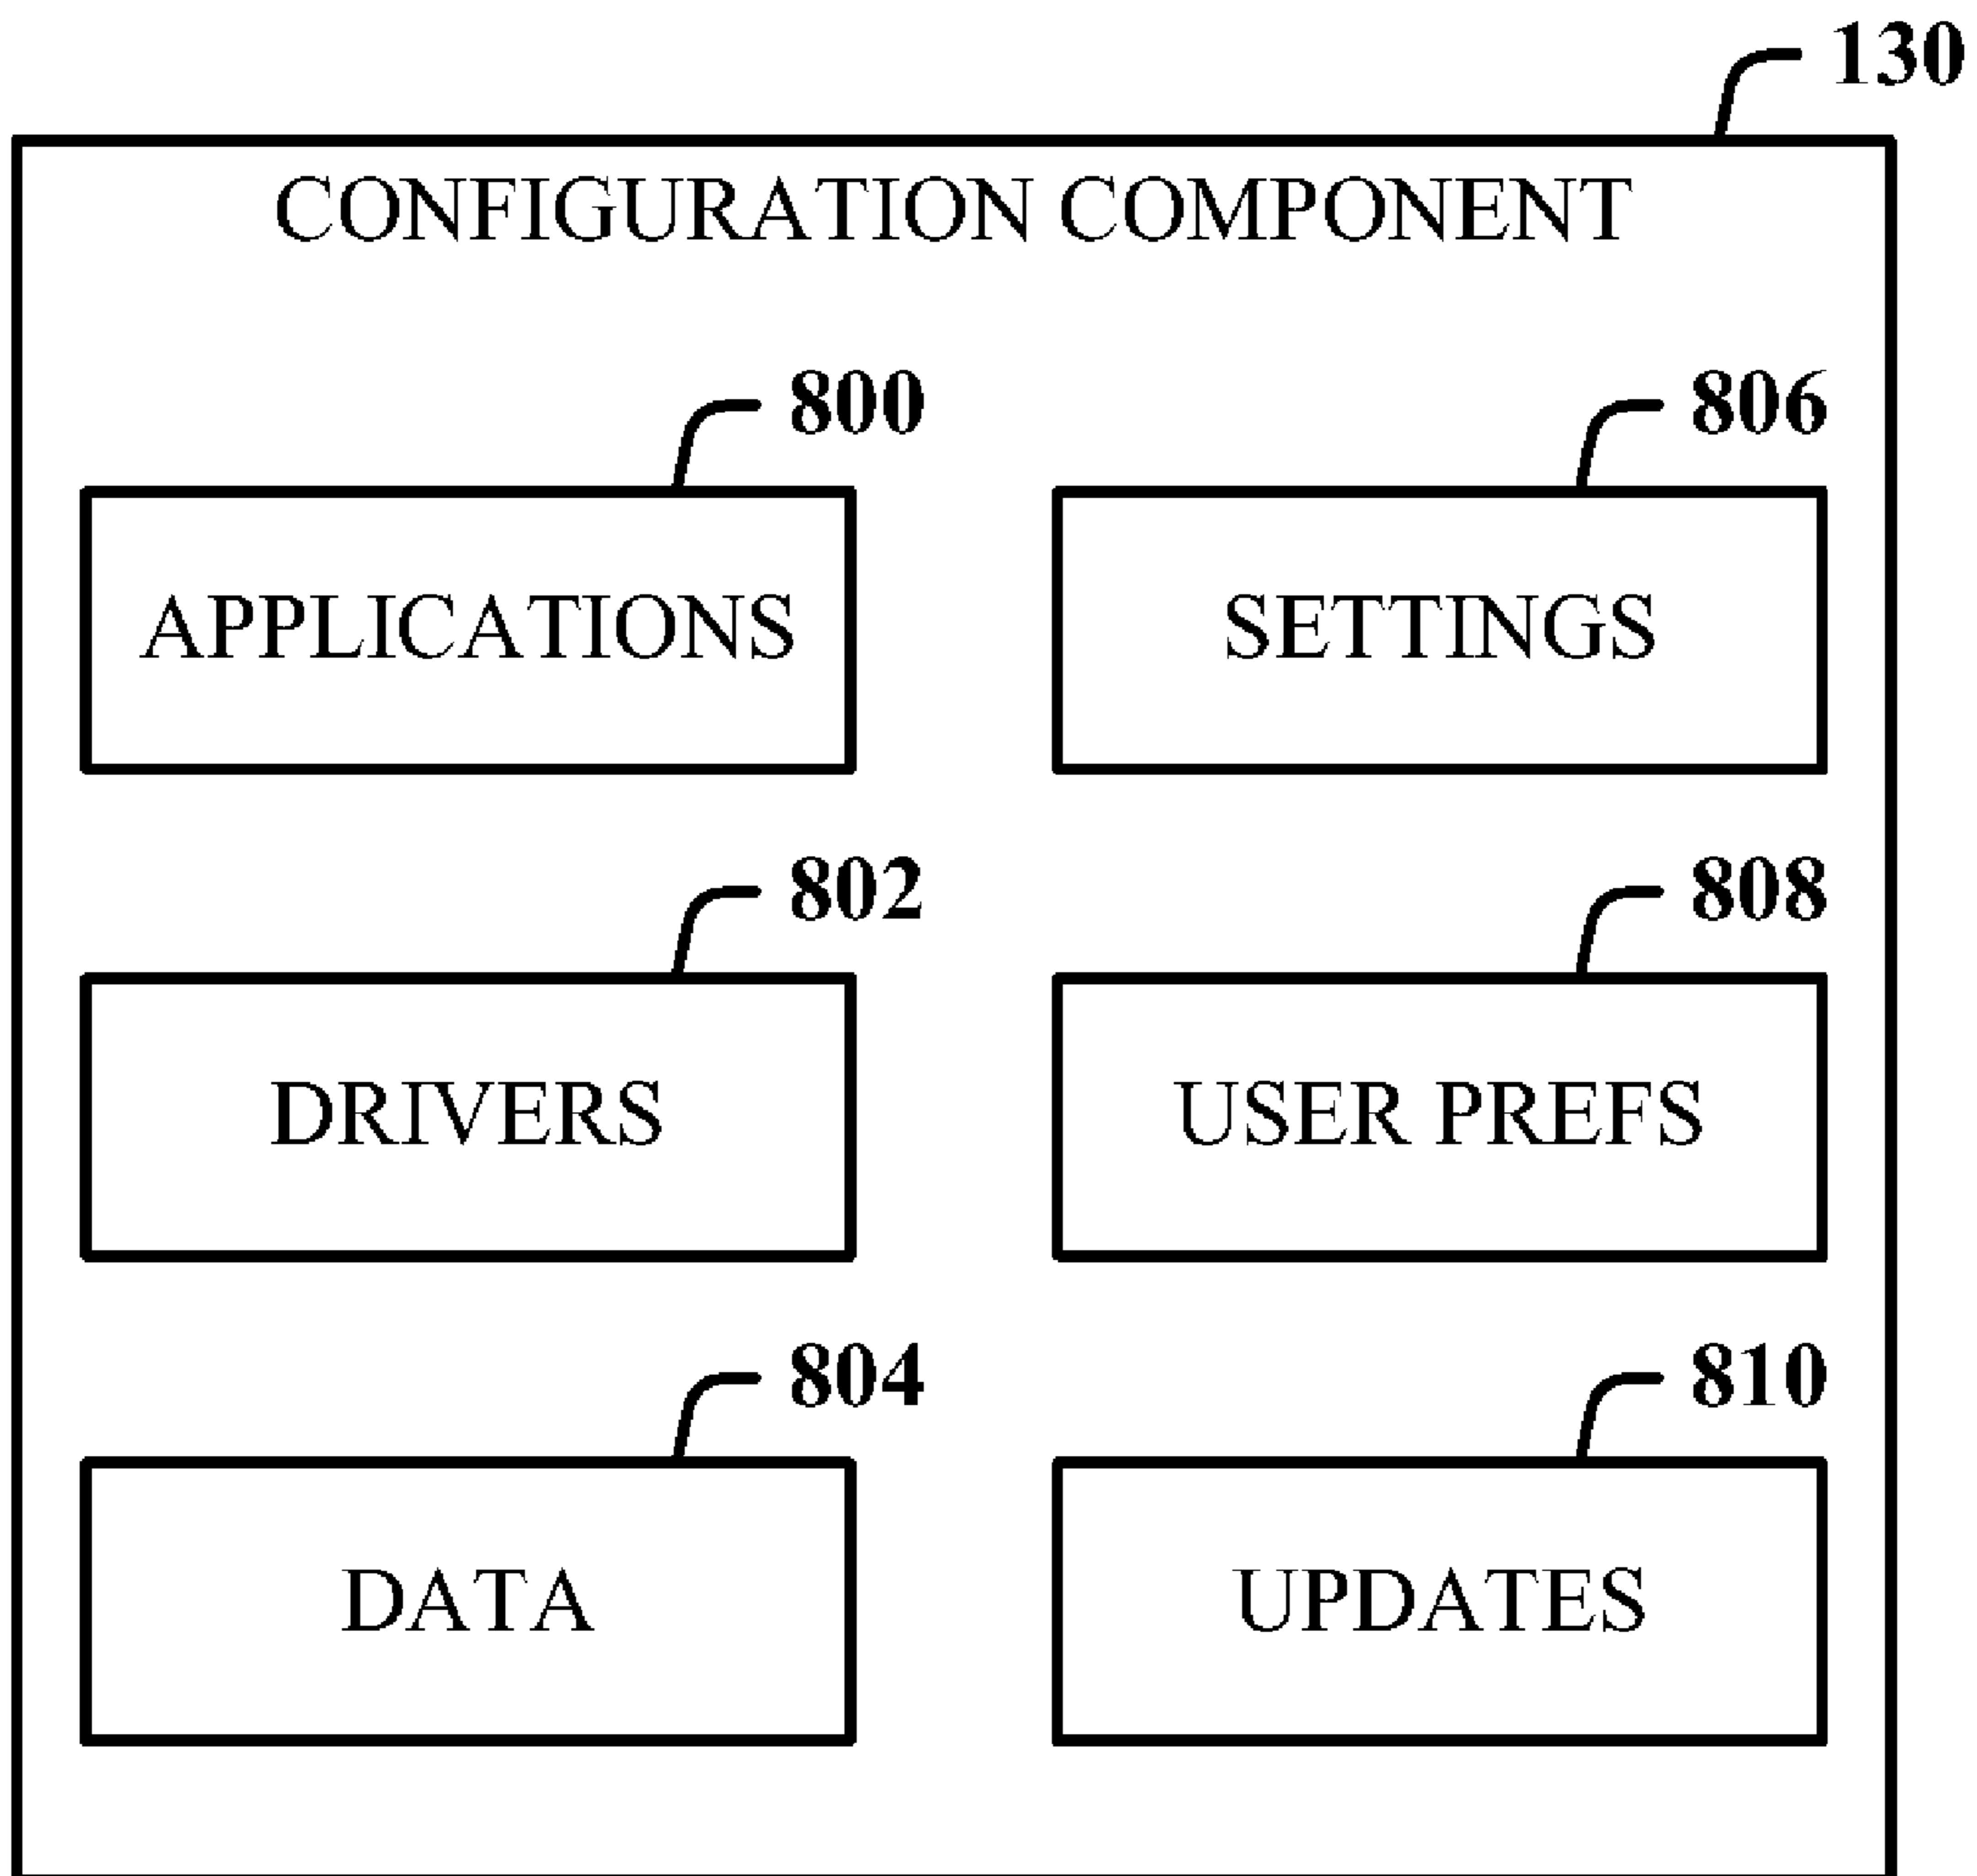 130
CONFIGURATION COMPONENT
800
806
APPLICATIONS
SETTINGS
802
808
DRIVERS
USER PREFS
804
810
DATA
UPDATES